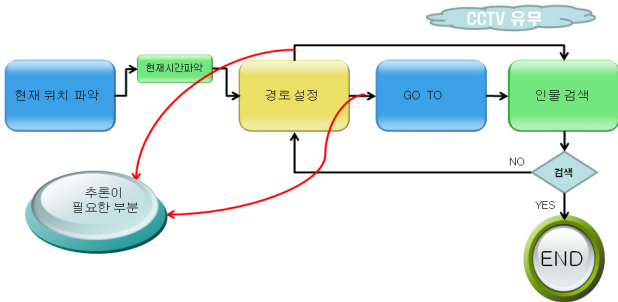 CCTV 유무
현재 위치 파악
현재시간파악
경로 설정
GO TO
인물 검색
NO
검색
YES
추론이
필요한 부분
END